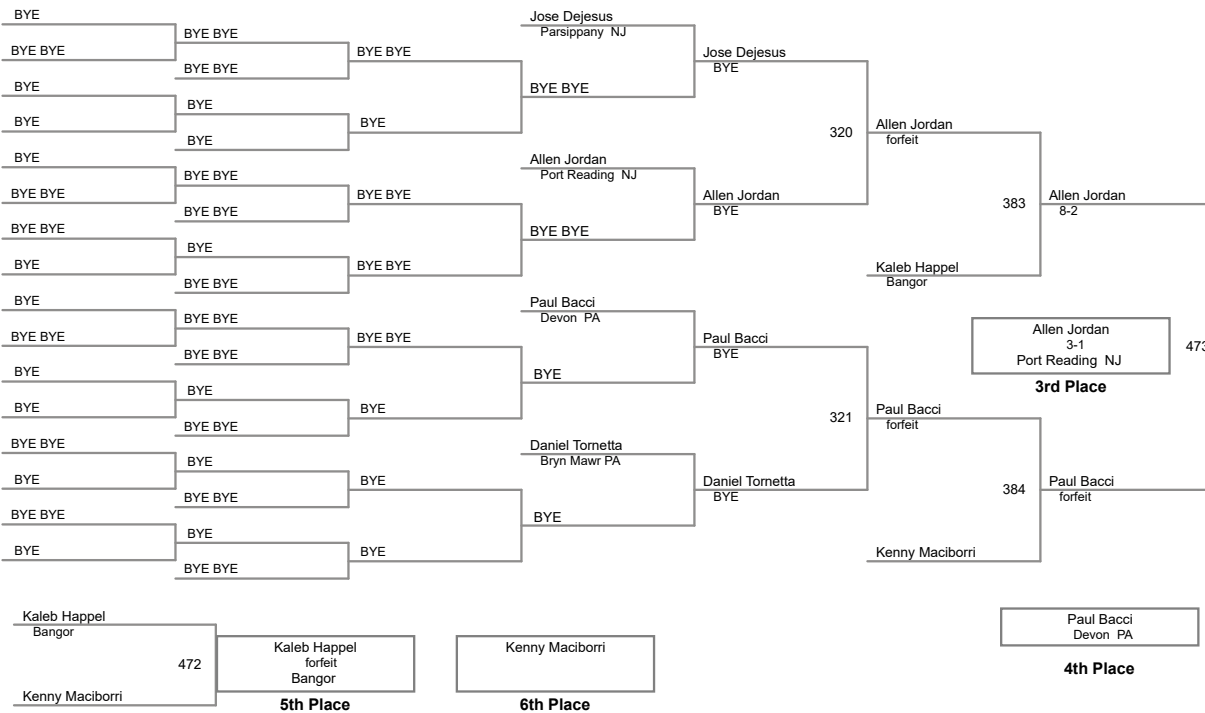 BYE
BYE BYE
BYE
BYE
BYE
BYE BYE
BYE BYE
BYE
BYE
BYE BYE
BYE
BYE
BYE BYE
BYE
BYE BYE
BYE
BYE BYE
BYE BYE
BYE
BYE
BYE BYE
BYE BYE
BYE
BYE BYE
BYE BYE
BYE BYE
BYE
BYE BYE
BYE
BYE BYE
BYE
BYE BYE
BYE BYE
BYE
BYE BYE
BYE BYE
BYE BYE
BYE
BYE
BYE
Jose Dejesus
Parsippany NJ
BYE BYE
Allen Jordan
Port Reading NJ
BYE BYE
Paul Bacci
Devon PA
BYE
Daniel Tornetta
Bryn Mawr PA
BYE
Jose Dejesus
BYE
320
Allen Jordan
BYE
Paul Bacci
BYE
321
Daniel Tornetta
BYE
Allen Jordan
forfeit
383
Kaleb Happel
Bangor
Paul Bacci
forfeit
384
Kenny Maciborri
Allen Jordan
8-2
Allen Jordan
3-1
Port Reading NJ
473
3rd Place
Paul Bacci
forfeit
Paul Bacci
Devon PA
4th Place
Kaleb Happel
Bangor
472
Kenny Maciborri
Kaleb Happel
forfeit
Bangor
5th Place
Kenny Maciborri
6th Place